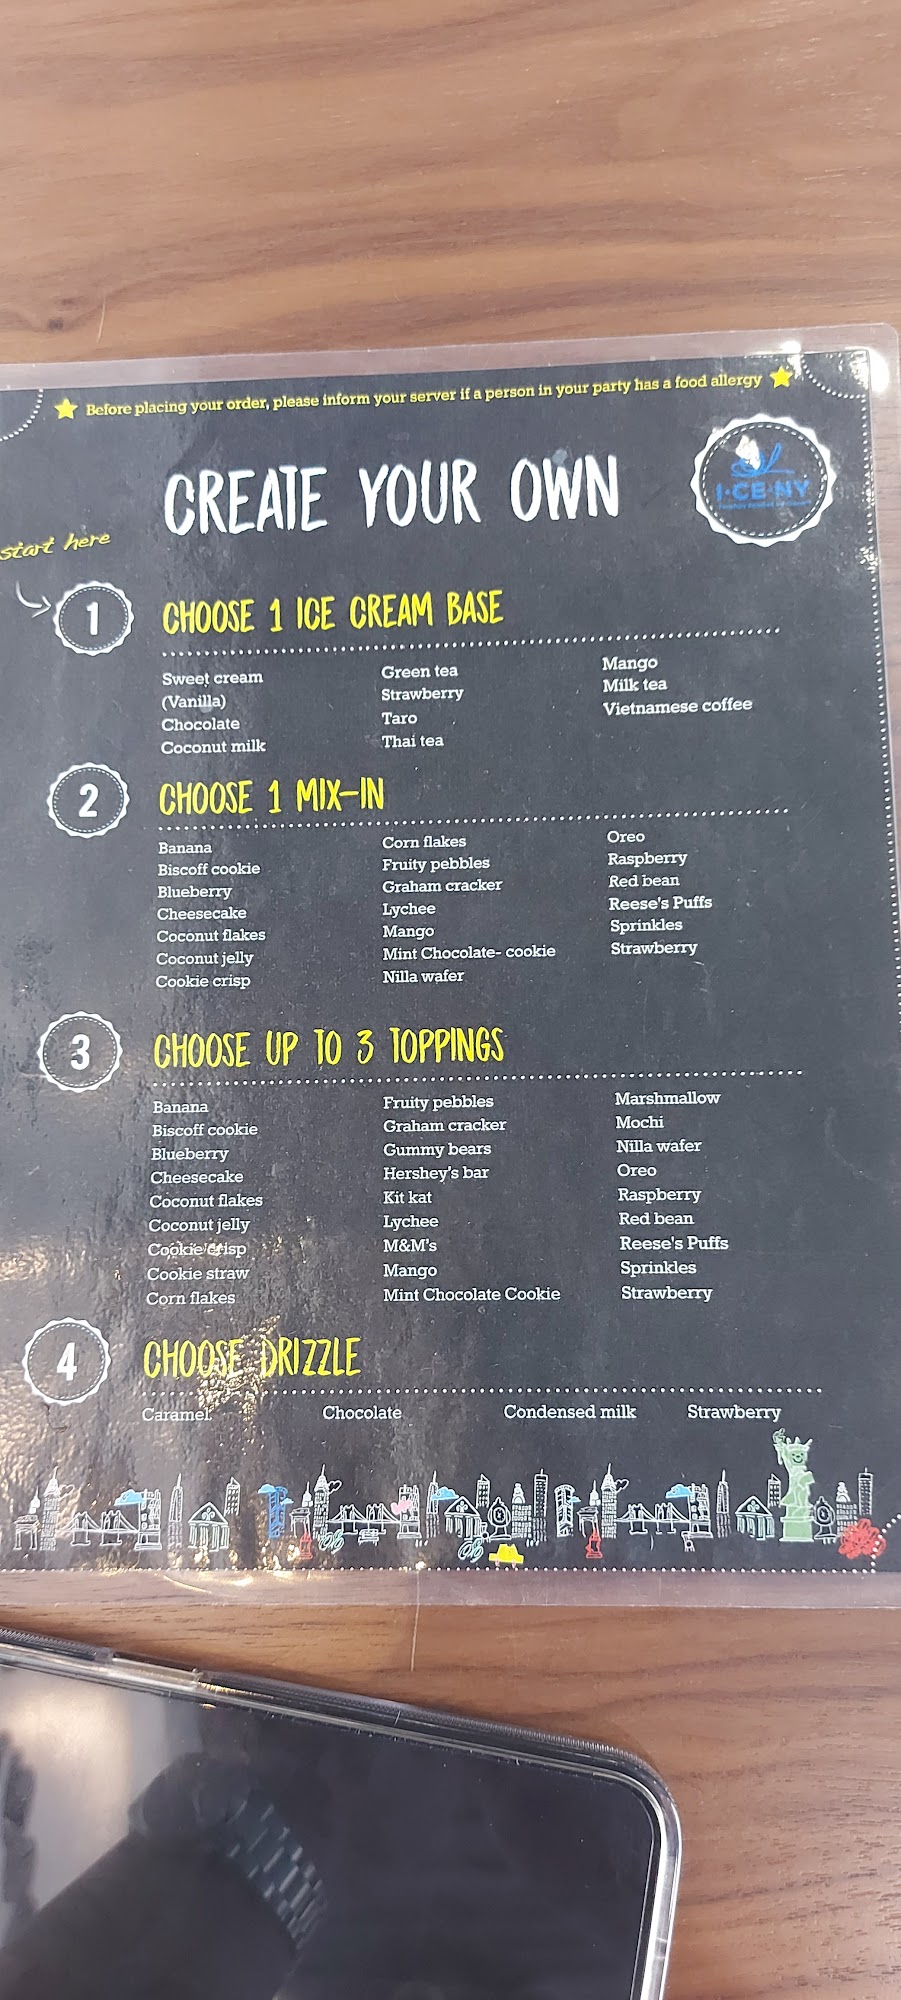 Before placing your order, please inform your server if a person in your party has a food allergy
CREATE YOUR OWN
I·CE·NY
start here
1
CHOOSE 1 ICE CREAM BASE
Sweet cream
(Vanilla)
Chocolate
Coconut milk
Green tea
Strawberry
Taro
Thai tea
Mango
Milk tea
Vietnamese coffee
2
CHOOSE 1 MIX-IN
Banana
Biscoff cookie
Blueberry
Cheesecake
Coconut flakes
Coconut jelly
Cookie crisp
Corn flakes
Fruity pebbles
Graham cracker
Lychee
Mango
Mint Chocolate- cookie
Nilla wafer
Oreo
Raspberry
Red bean
Reese's Puffs
Sprinkles
Strawberry
3
CHOOSE UP TO 3 TOPPINGS
Banana
Biscoff cookie
Blueberry
Cheesecake
Coconut flakes
Coconut jelly
Cookie crisp
Cookie straw
Corn flakes
Fruity pebbles
Graham cracker
Gummy bears
Hershey's bar
Kit kat
Lychee
M&M's
Mango
Mint Chocolate Cookie
Marshmallow
Mochi
Nilla wafer
Oreo
Raspberry
Red bean
Reese's Puffs
Sprinkles
Strawberry
4
CHOOSE DRIZZLE
Caramel
Chocolate
Condensed milk
Strawberry